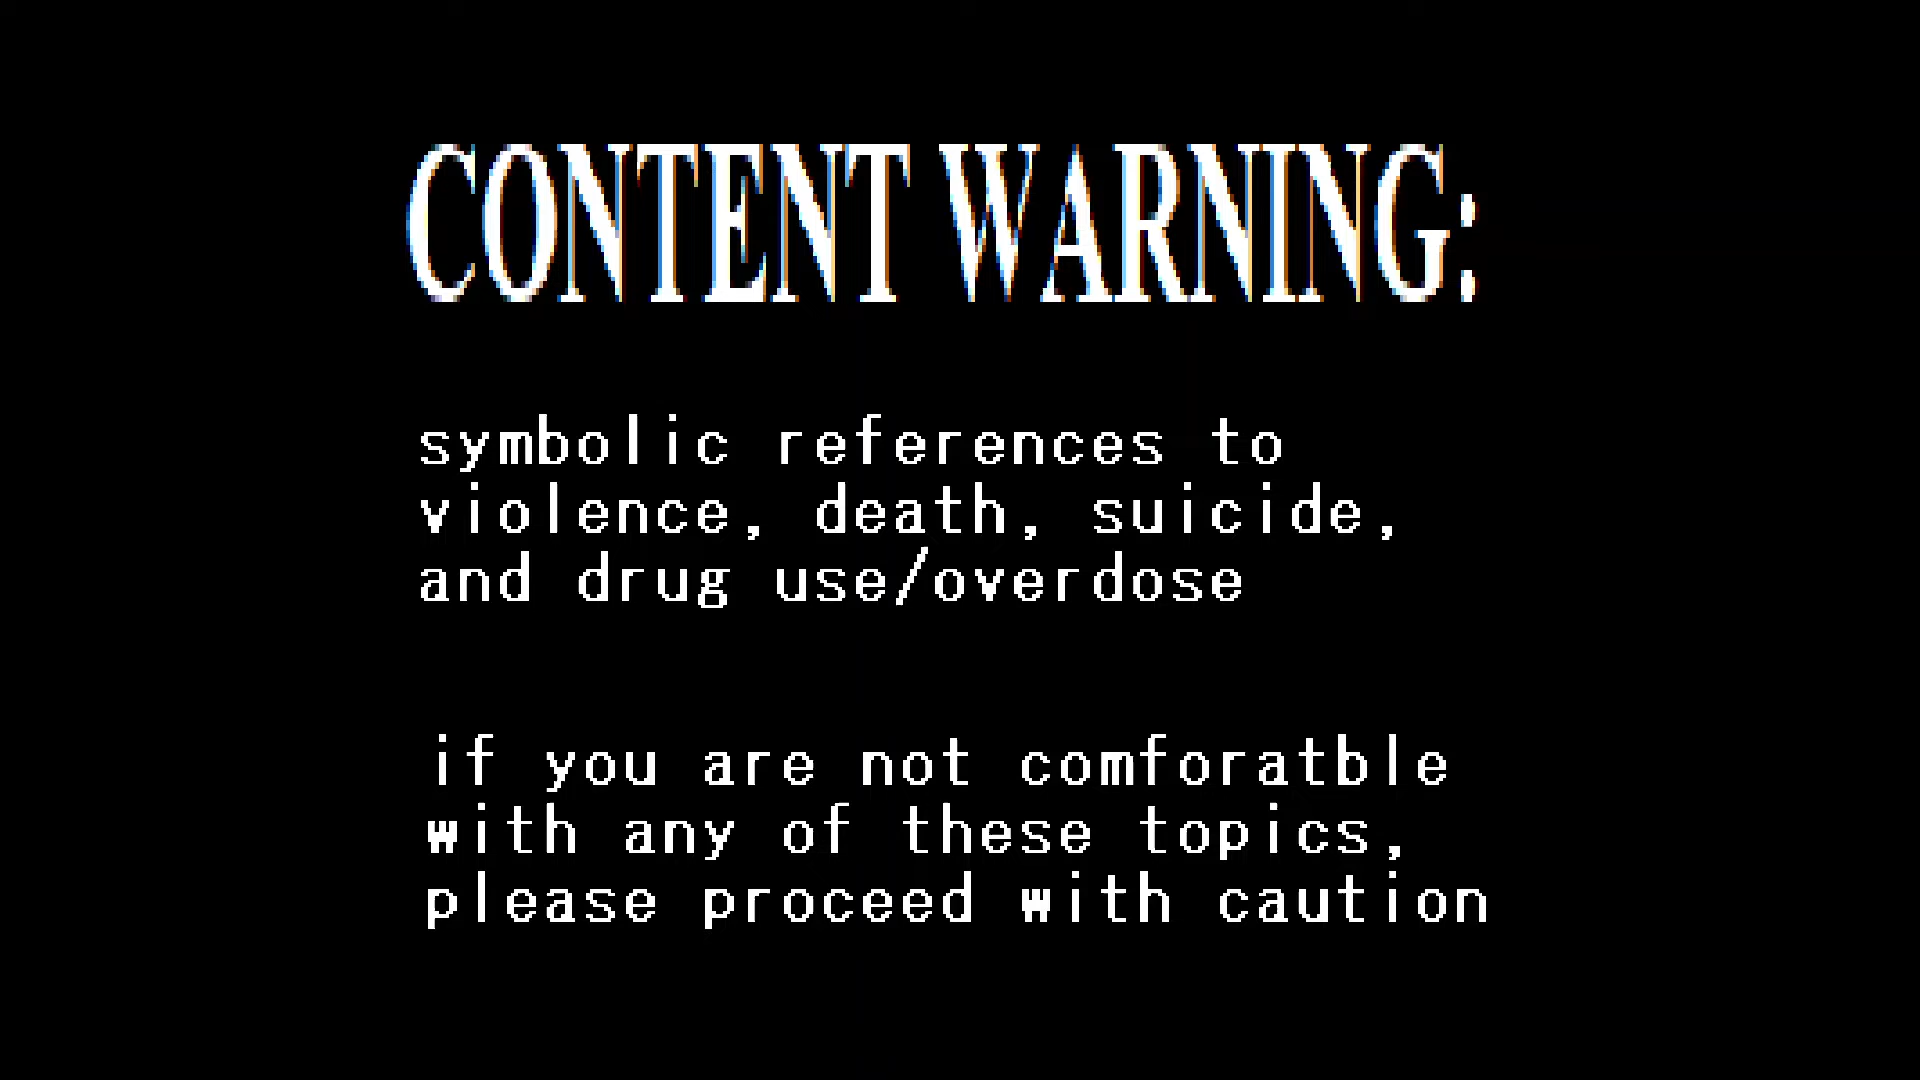 CONTENT WARNING:
symbolic references to
violence, death, suicide,
and drug use/overdose
if you are not comforatble
with any of these topics,
please proceed with caution